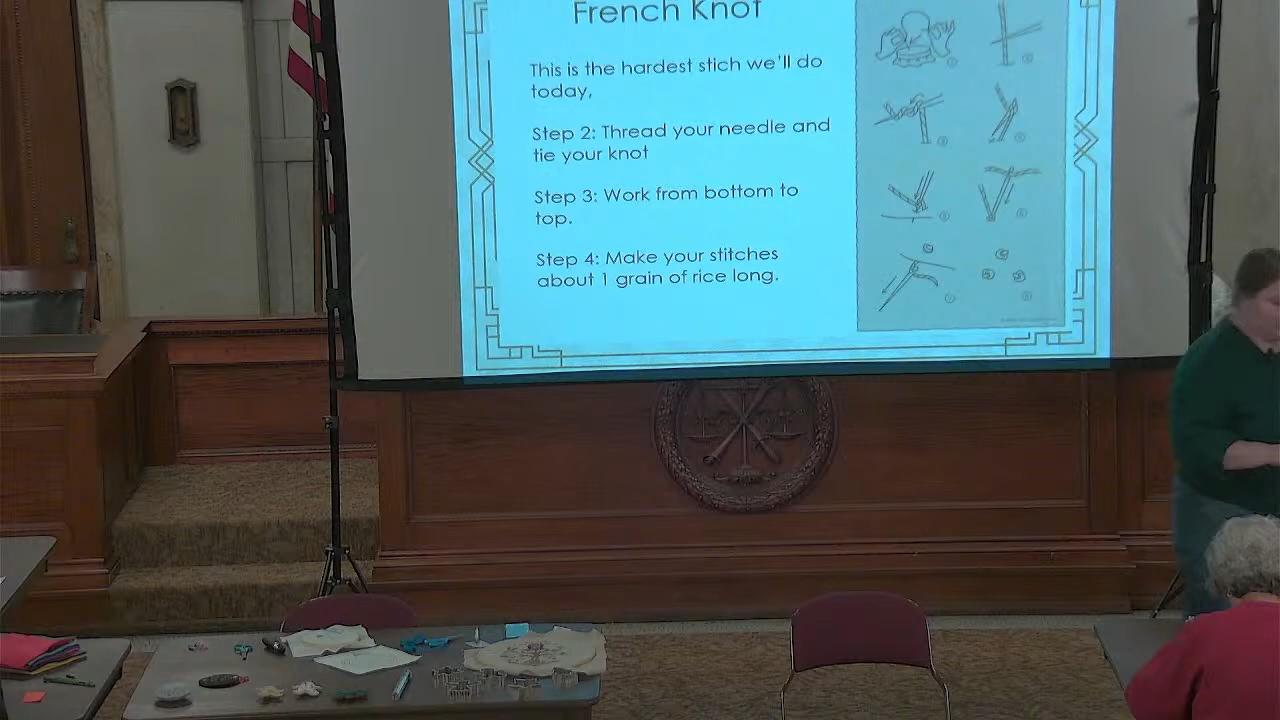 French Knot
This is the hardest stich we'll do
today,
Step 2: Thread your needle and
tie your knot
Step 3: Work from bottom to
top.
Step 4: Make your stitches
about 1 grain of rice long.